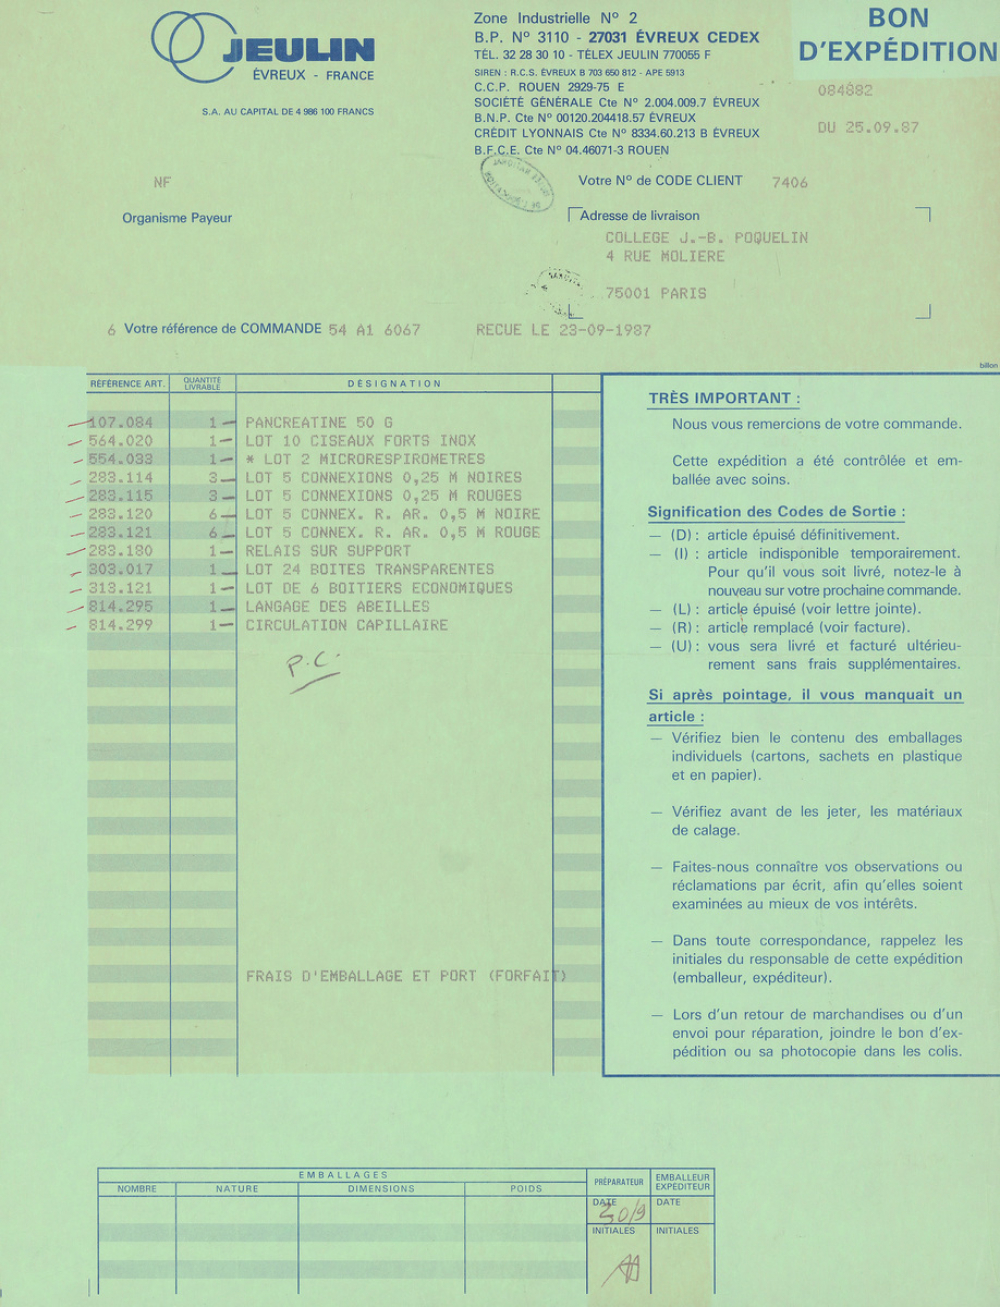 JEULIN
ÉVREUX - FRANCE
S.A. AU CAPITAL DE 4 986 100 FRANCS
Zone Industrielle N° 2
B.P. N° 3110 - 27031 ÉVREUX CEDEX
TÉL. 32 28 30 10 - TÉLEX JEULIN 770055 F
SIREN : R.C.S. ÉVREUX B 703 650 812 - APE 5913
C.C.P. ROUEN 2929-75 E
SOCIÉTÉ GÉNÉRALE Cte N° 2.004.009.7 ÉVREUX
B.N.P. Cte N° 00120.204418.57 ÉVREUX
CRÉDIT LYONNAIS Cte N° 8334.60.213 B ÉVREUX
B.F.C.E. Cte N° 04.46071-3 ROUEN
BON
D'EXPÉDITION
084882
DU 25.09.87
NF
Votre N° de CODE CLIENT 7406
Organisme Payeur
Adresse de livraison
COLLEGE J.-B. POQUELIN
4 RUE MOLIERE
75001 PARIS
6 Votre référence de COMMANDE 54 A1 6067 RECUE LE 23-09-1987
billon
RÉFÉRENCE ART. QUANTITÉ LIVRABLE DÉSIGNATION
107.084 1 PANCREATINE 50 G
564.020 1 LOT 10 CISEAUX FORTS INOX
554.033 1 * LOT 2 MICRORESPIROMETRES
283.114 3 LOT 5 CONNEXIONS 0,25 M NOIRES
283.115 3 LOT 5 CONNEXIONS 0,25 M ROUGES
283.120 6 LOT 5 CONNEX. R. AR. 0,5 M NOIRE
283.121 6 LOT 5 CONNEX. R. AR. 0,5 M ROUGE
283.180 1 RELAIS SUR SUPPORT
303.017 1 LOT 24 BOITES TRANSPARENTES
313.121 1 LOT DE 6 BOITIERS ECONOMIQUES
814.295 1 LANGAGE DES ABEILLES
814.299 1 CIRCULATION CAPILLAIRE
P.C.
FRAIS D'EMBALLAGE ET PORT (FORFAIT)
TRÈS IMPORTANT :
Nous vous remercions de votre commande.
Cette expédition a été contrôlée et em-
ballée avec soins.
Signification des Codes de Sortie :
— (D) : article épuisé définitivement.
— (I) : article indisponible temporairement.
Pour qu'il vous soit livré, notez-le à
nouveau sur votre prochaine commande.
— (L) : article épuisé (voir lettre jointe).
— (R) : article remplacé (voir facture).
— (U) : vous sera livré et facturé ultérieu-
rement sans frais supplémentaires.
Si après pointage, il vous manquait un
article :
— Vérifiez bien le contenu des emballages
individuels (cartons, sachets en plastique
et en papier).
— Vérifiez avant de les jeter, les matériaux
de calage.
— Faites-nous connaître vos observations ou
réclamations par écrit, afin qu'elles soient
examinées au mieux de vos intérêts.
— Dans toute correspondance, rappelez les
initiales du responsable de cette expédition
(emballeur, expéditeur).
— Lors d'un retour de marchandises ou d'un
envoi pour réparation, joindre le bon d'ex-
pédition ou sa photocopie dans les colis.
EMBALLAGES
NOMBRE NATURE DIMENSIONS POIDS
PRÉPARATEUR
EMBALLEUR
EXPÉDITEUR
DATE DATE
30/9
INITIALES INITIALES